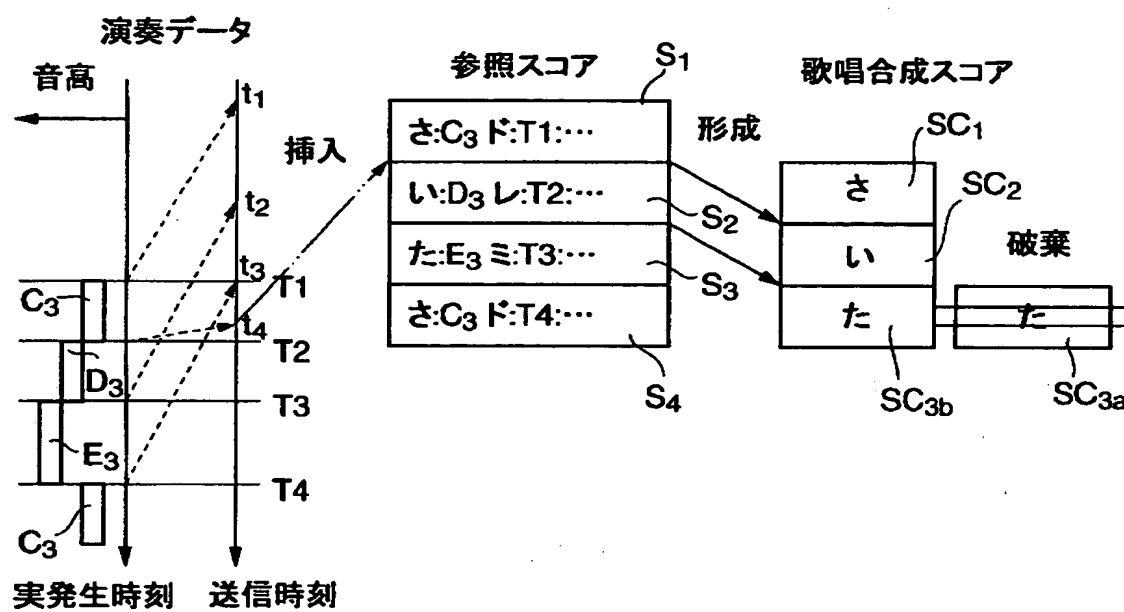 演奏データ
音高
t1
t2
t3
t4
C3
D3
E3
C3
T1
T2
T3
T4
実発生時刻
送信時刻
挿入
参照スコア
S1
さ:C3 ド:T1:…
い:D3 レ:T2:…
S2
た:E3 ミ:T3:…
S3
さ:C3 ド:T4:…
S4
形成
歌唱合成スコア
SC1
さ
SC2
い
た
SC3b
破棄
た
SC3a